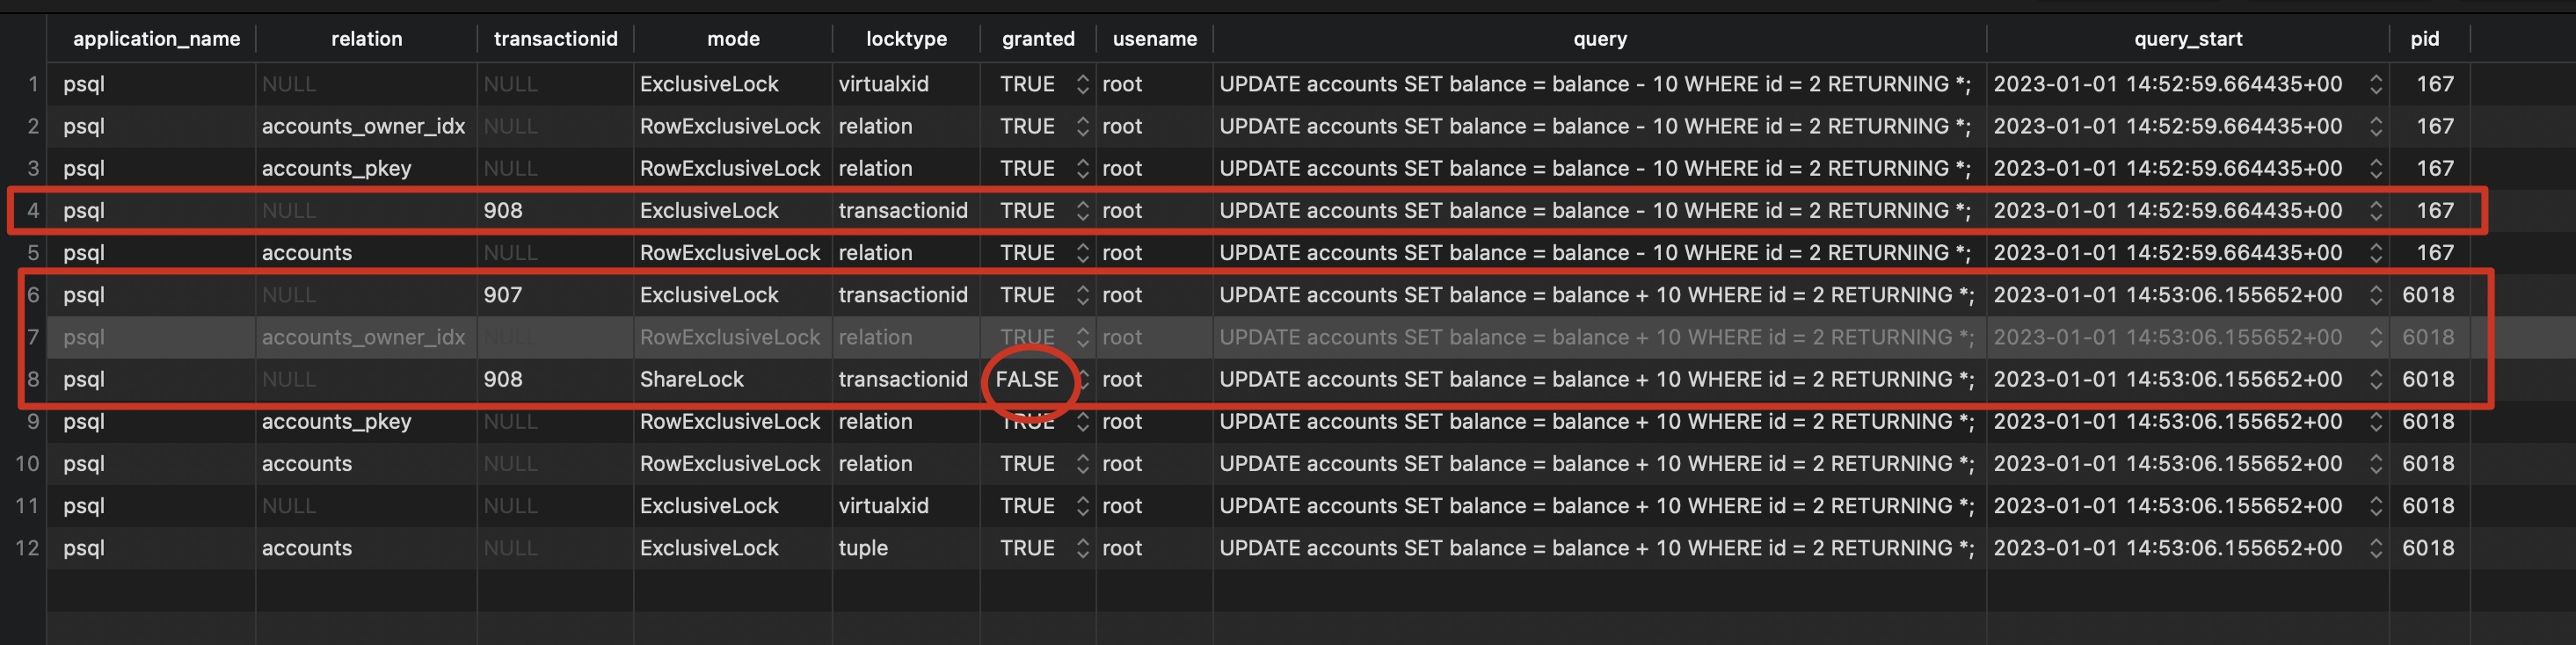 application_name relation transactionid mode locktype granted usename query query_start pid
1 psql NULL NULL ExclusiveLock virtualxid TRUE root UPDATE accounts SET balance = balance - 10 WHERE id = 2 RETURNING *; 2023-01-01 14:52:59.664435+00 167
2 psql accounts_owner_idx NULL RowExclusiveLock relation TRUE root UPDATE accounts SET balance = balance - 10 WHERE id = 2 RETURNING *; 2023-01-01 14:52:59.664435+00 167
3 psql accounts_pkey NULL RowExclusiveLock relation TRUE root UPDATE accounts SET balance = balance - 10 WHERE id = 2 RETURNING *; 2023-01-01 14:52:59.664435+00 167
4 psql NULL 908 ExclusiveLock transactionid TRUE root UPDATE accounts SET balance = balance - 10 WHERE id = 2 RETURNING *; 2023-01-01 14:52:59.664435+00 167
5 psql accounts NULL RowExclusiveLock relation TRUE root UPDATE accounts SET balance = balance - 10 WHERE id = 2 RETURNING *; 2023-01-01 14:52:59.664435+00 167
6 psql NULL 907 ExclusiveLock transactionid TRUE root UPDATE accounts SET balance = balance + 10 WHERE id = 2 RETURNING *; 2023-01-01 14:53:06.155652+00 6018
7 psql accounts_owner_idx NULL RowExclusiveLock relation TRUE root UPDATE accounts SET balance = balance + 10 WHERE id = 2 RETURNING *; 2023-01-01 14:53:06.155652+00 6018
8 psql NULL 908 ShareLock transactionid FALSE root UPDATE accounts SET balance = balance + 10 WHERE id = 2 RETURNING *; 2023-01-01 14:53:06.155652+00 6018
9 psql accounts_pkey NULL RowExclusiveLock relation TRUE root UPDATE accounts SET balance = balance + 10 WHERE id = 2 RETURNING *; 2023-01-01 14:53:06.155652+00 6018
10 psql accounts NULL RowExclusiveLock relation TRUE root UPDATE accounts SET balance = balance + 10 WHERE id = 2 RETURNING *; 2023-01-01 14:53:06.155652+00 6018
11 psql NULL NULL ExclusiveLock virtualxid TRUE root UPDATE accounts SET balance = balance + 10 WHERE id = 2 RETURNING *; 2023-01-01 14:53:06.155652+00 6018
12 psql accounts NULL ExclusiveLock tuple TRUE root UPDATE accounts SET balance = balance + 10 WHERE id = 2 RETURNING *; 2023-01-01 14:53:06.155652+00 6018